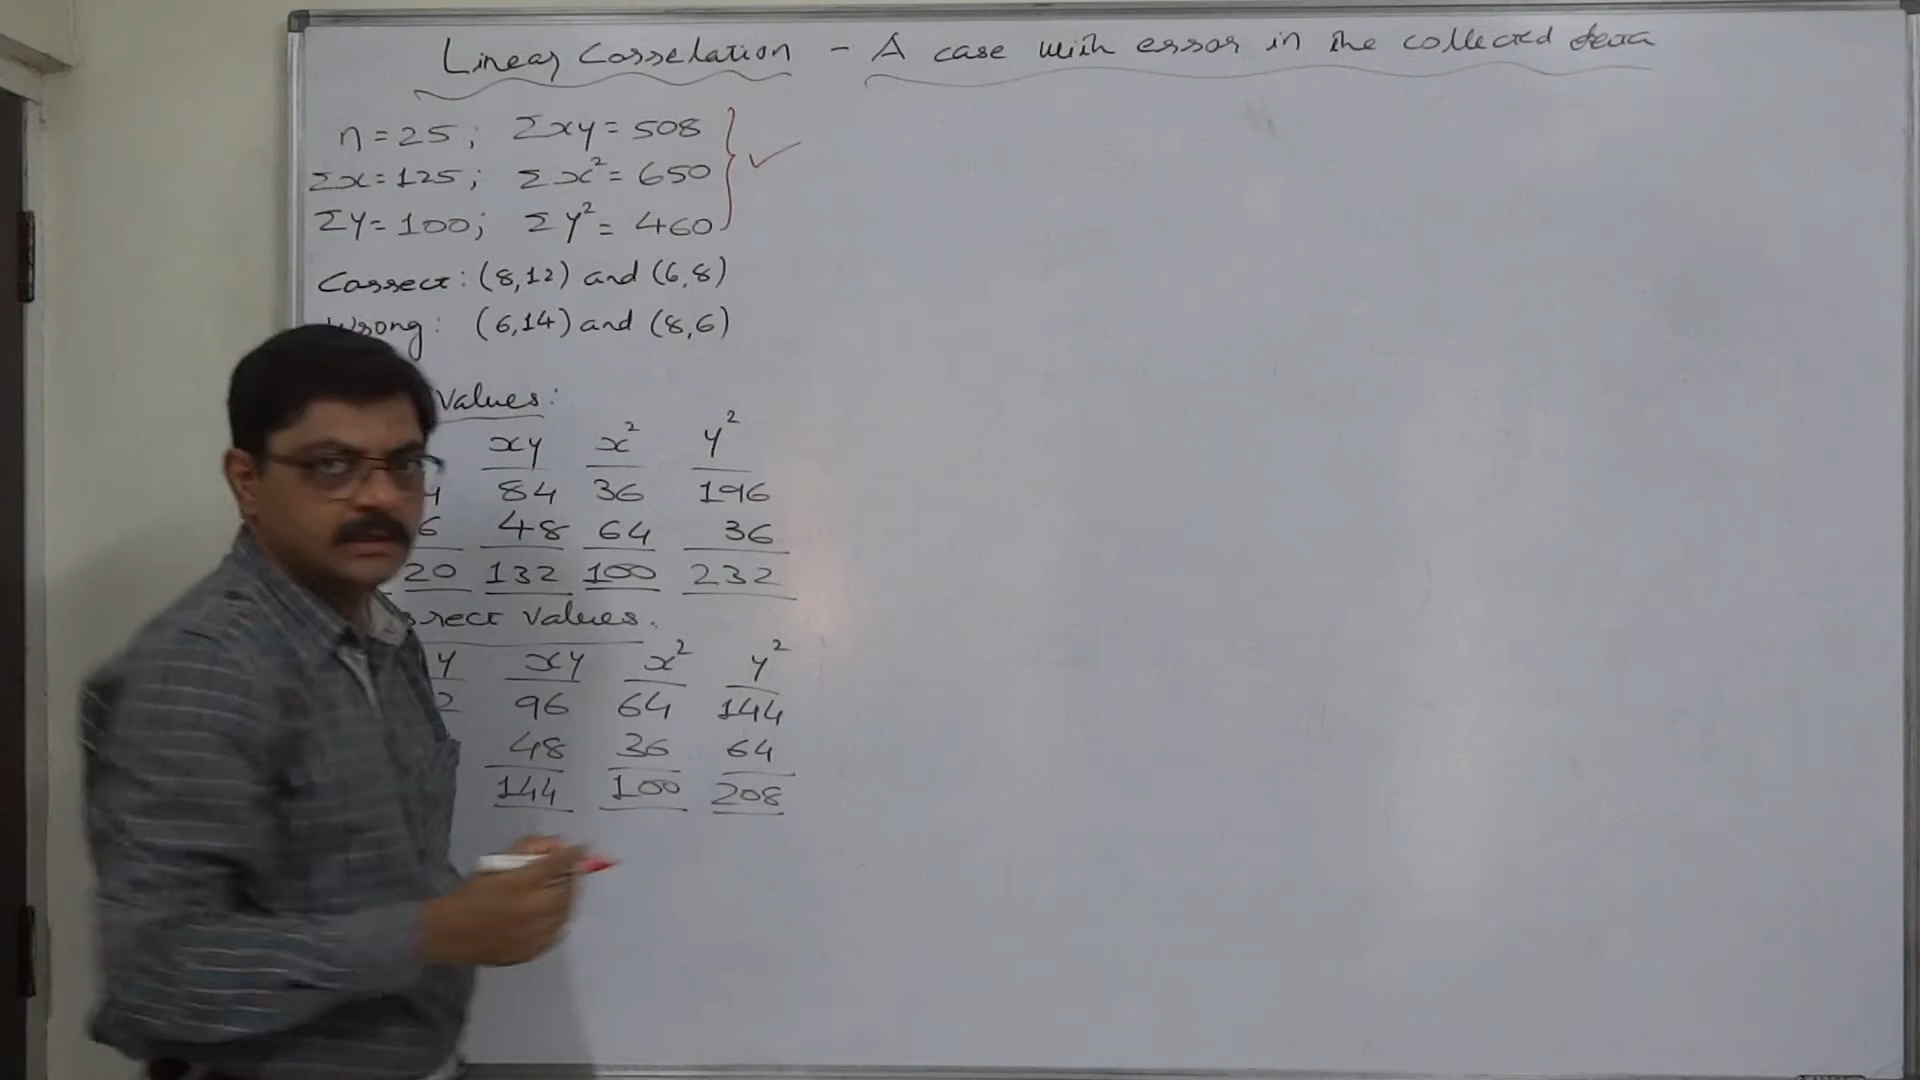 Linear Correlation - A case with error in the collected data
n = 25 ; Σxy = 508
Σx = 125 ; Σx² = 650
Σy = 100 ; Σy² = 460
Correct : (8,12) and (6,8)
Wrong : (6,14) and (8,6)
Values :
xy x² y²
4 84 36 196
6 48 64 36
20 132 100 232
rrect Values.
y xy x² y²
2 96 64 144
48 36 64
144 100 208